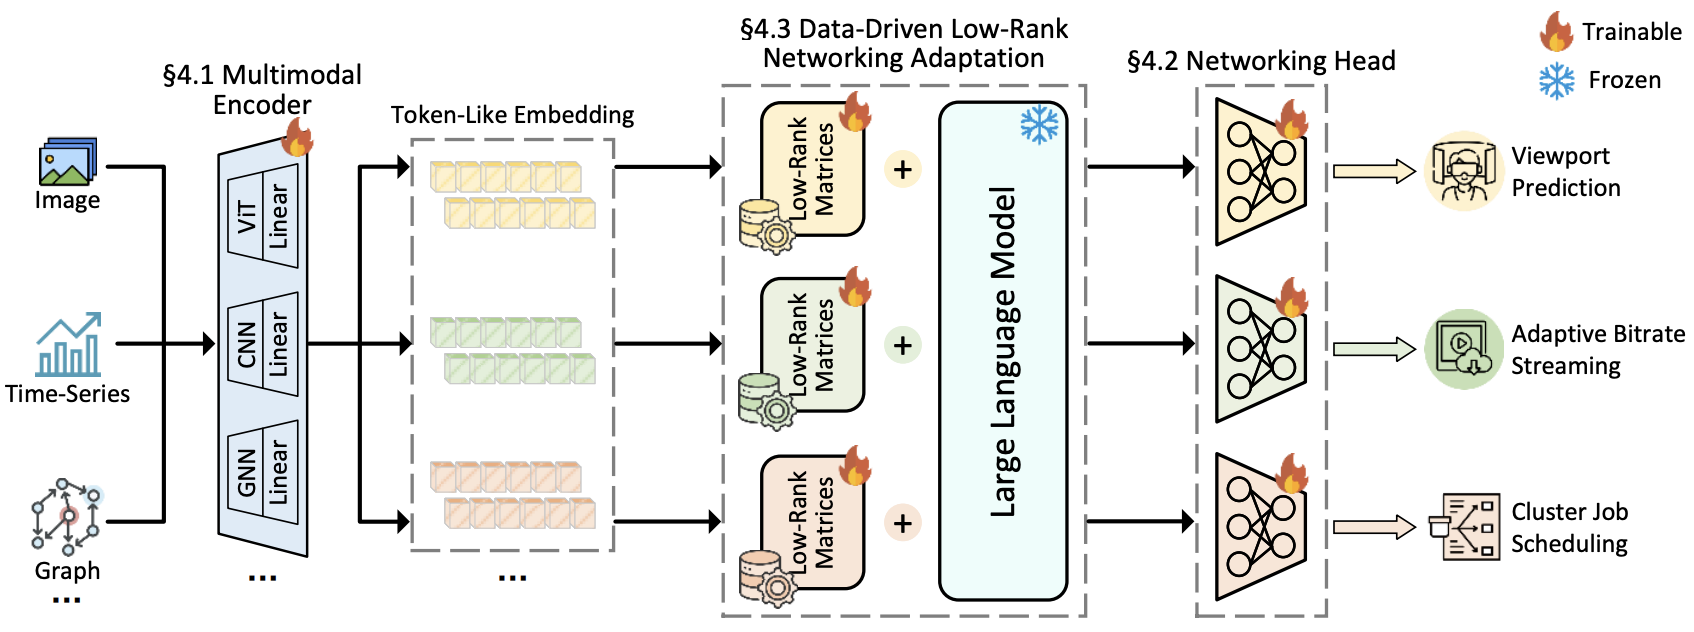 §4.3 Data-Driven Low-Rank
Networking Adaptation
§4.2 Networking Head
Trainable
Frozen
§4.1 Multimodal
Encoder
Token-Like Embedding
Image
Time-Series
Graph
...
ViT
Linear
CNN
Linear
GNN
Linear
...
...
Low-Rank
Matrices
+
Low-Rank
Matrices
+
Low-Rank
Matrices
+
Large Language Model
Viewport
Prediction
Adaptive Bitrate
Streaming
Cluster Job
Scheduling